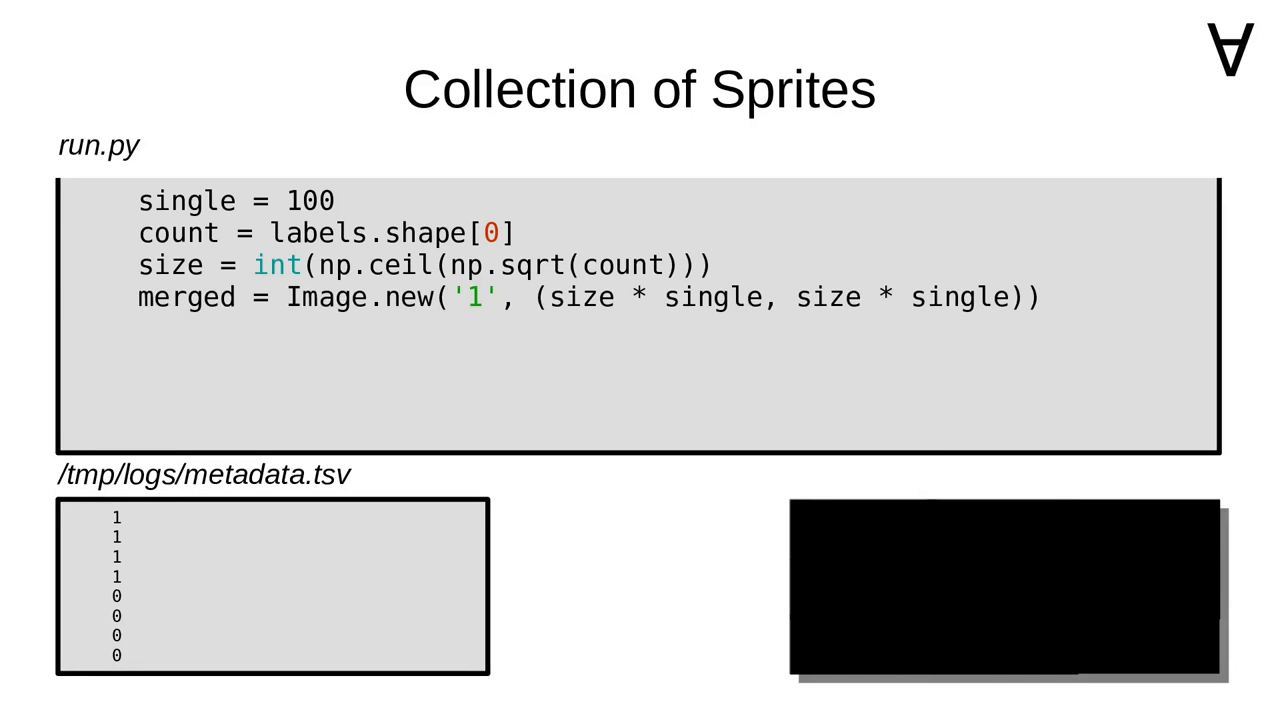 ∀
Collection of Sprites
run.py
single = 100
count = labels.shape[0]
size = int(np.ceil(np.sqrt(count)))
merged = Image.new('1', (size * single, size * single))
/tmp/logs/metadata.tsv
1
1
1
1
0
0
0
0